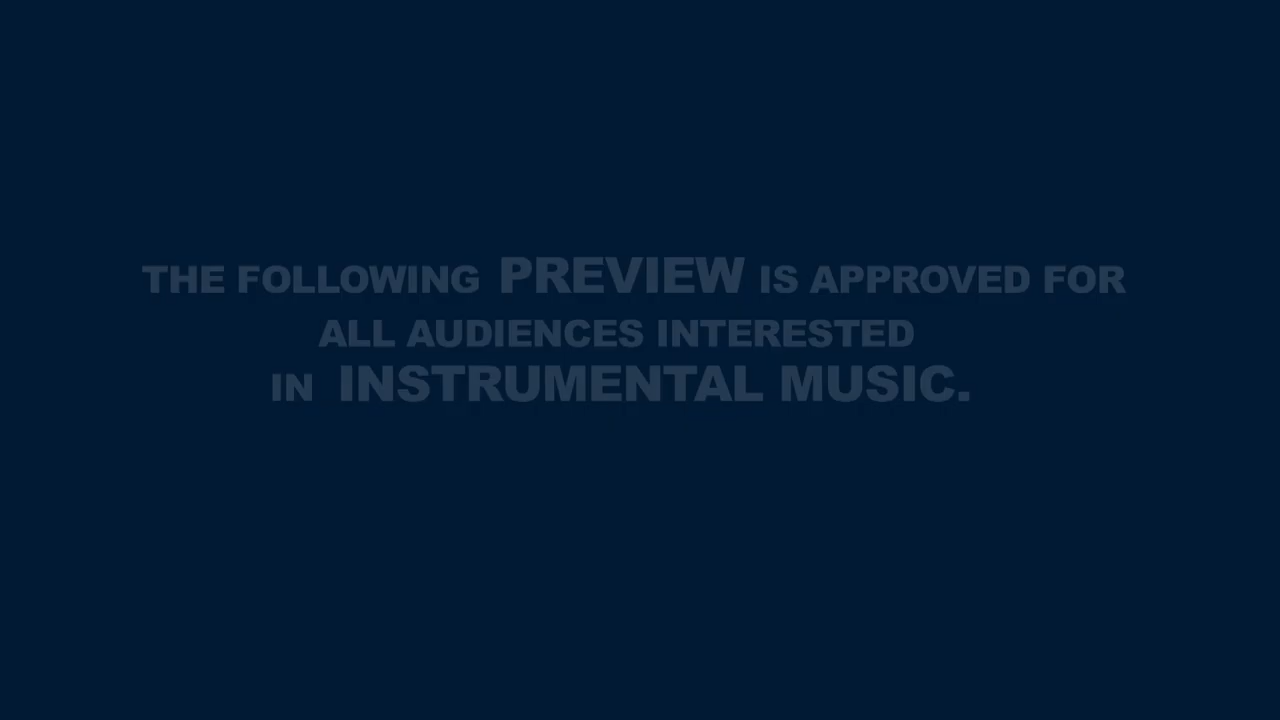 THE FOLLOWING PREVIEW IS APPROVED FOR
ALL AUDIENCES INTERESTED
IN INSTRUMENTAL MUSIC.